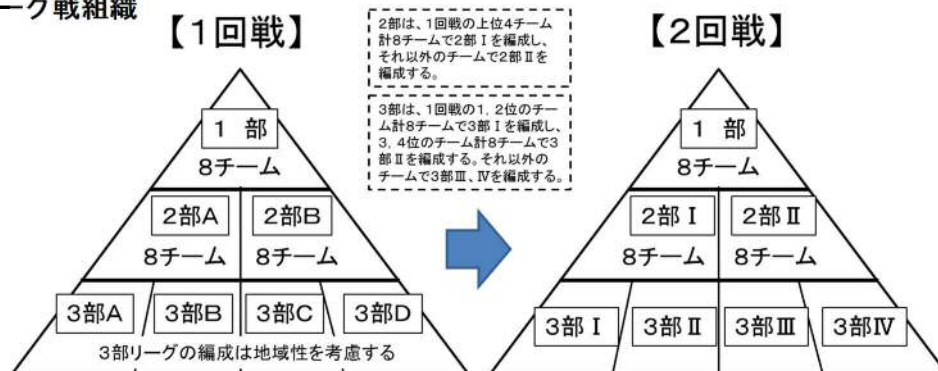 ーグ戦組織
【1回戦】
2部は、1回戦の上位4チーム
計8チームで2部Ⅰを編成し、
それ以外のチームで2部Ⅱを
編成する。
3部は、1回戦の1, 2位のチー
ム計8チームで3部Ⅰを編成し、
3, 4位のチーム計8チームで3
部Ⅱを編成する。それ以外の
チームで3部Ⅲ、Ⅳを編成する。
【2回戦】
1 部
8チーム
2部A 2部B
8チーム 8チーム
3部A 3部B 3部C 3部D
3部リーグの編成は地域性を考慮する
1 部
8チーム
2部Ⅰ 2部Ⅱ
8チーム 8チーム
3部Ⅰ 3部Ⅱ 3部Ⅲ 3部Ⅳ